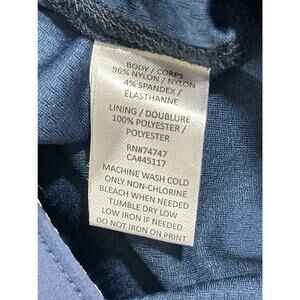 BODY / CORPS
96% NYLON / NYLON
4% SPANDEX /
ELASTHANNE
LINING / DOUBLURE
100% POLYESTER /
POLYESTER
RN#74747
CA#45117
MACHINE WASH COLD
ONLY NON-CHLORINE
BLEACH WHEN NEEDED
TUMBLE DRY LOW
LOW IRON IF NEEDED
DO NOT IRON ON PRINT